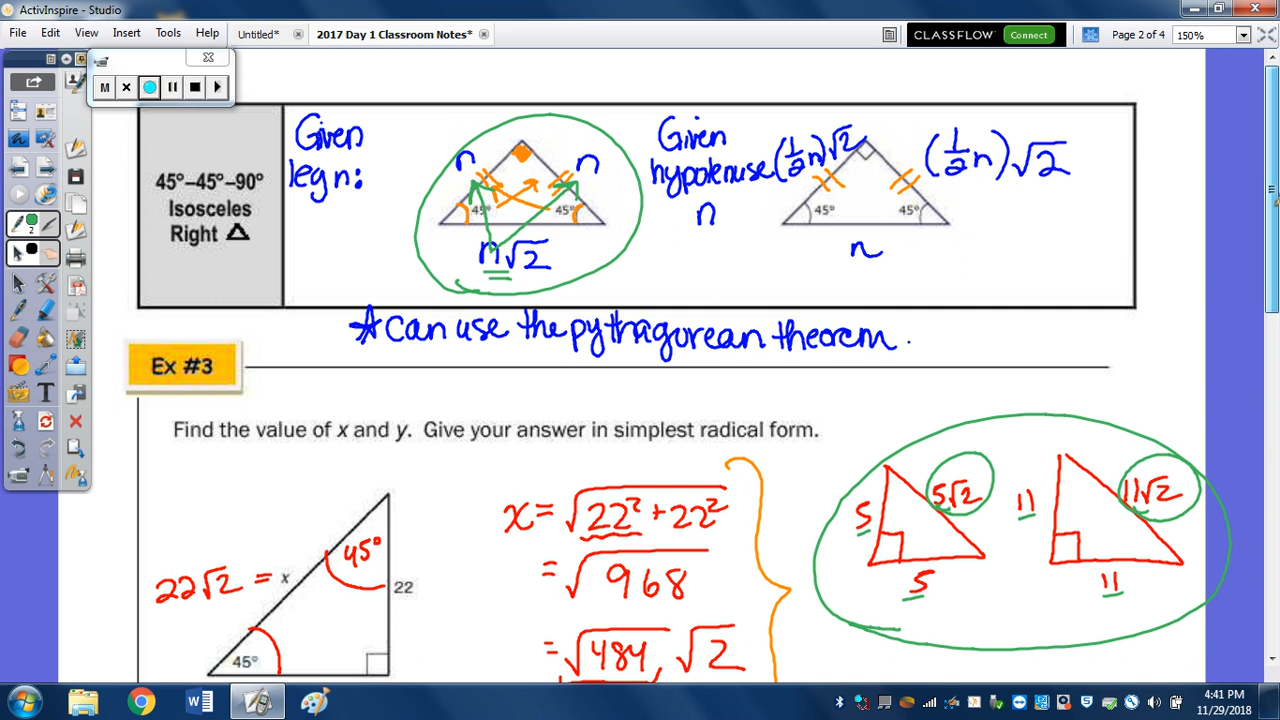 ActivInspire - Studio
File Edit View Insert Tools Help
Untitled* 2017 Day 1 Classroom Notes*
CLASSFLOW Connect
Page 2 of 4
150%
M
2
45°–45°–90°
Isosceles
Right Δ
Given
leg n:
n n
45° 45°
n√2
Given
hypotenuse
n
(½n)√2 (½n)√2
45° 45°
n
☆ can use the pythagorean theorem.
Ex #3
Find the value of x and y. Give your answer in simplest radical form.
22√2 = x
45°
22
45°
x = √22² + 22²
= √968
= √484, √2
5 5√2
5
11 11√2
11
4:41 PM
11/29/2018